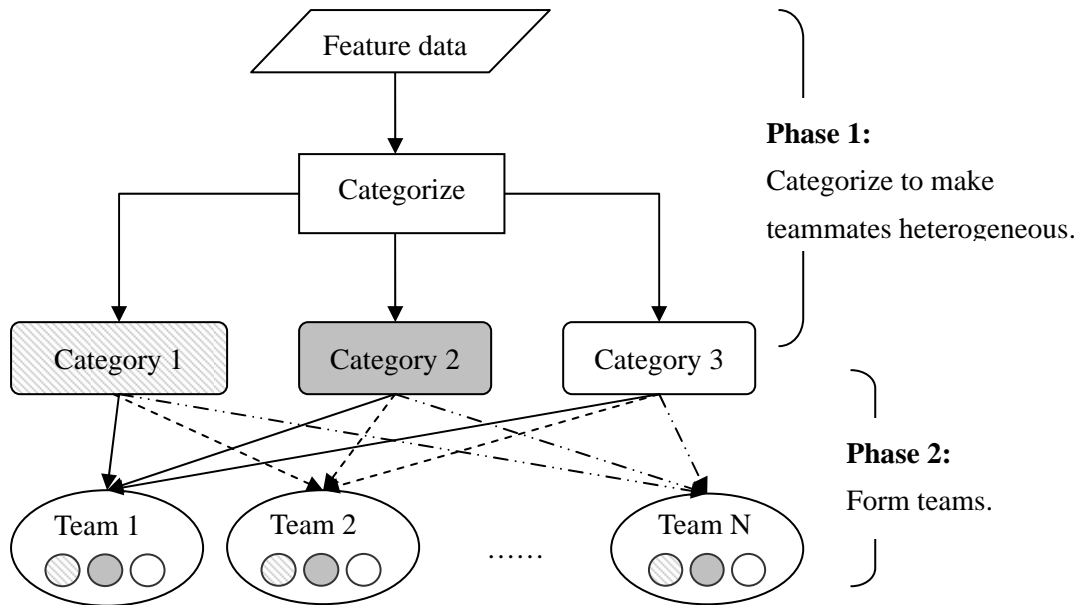 Feature data
Phase 1:
Categorize to make
teammates heterogeneous.
Categorize
Category 1
Category 2
Category 3
Phase 2:
Form teams.
Team 1
Team 2
......
Team N